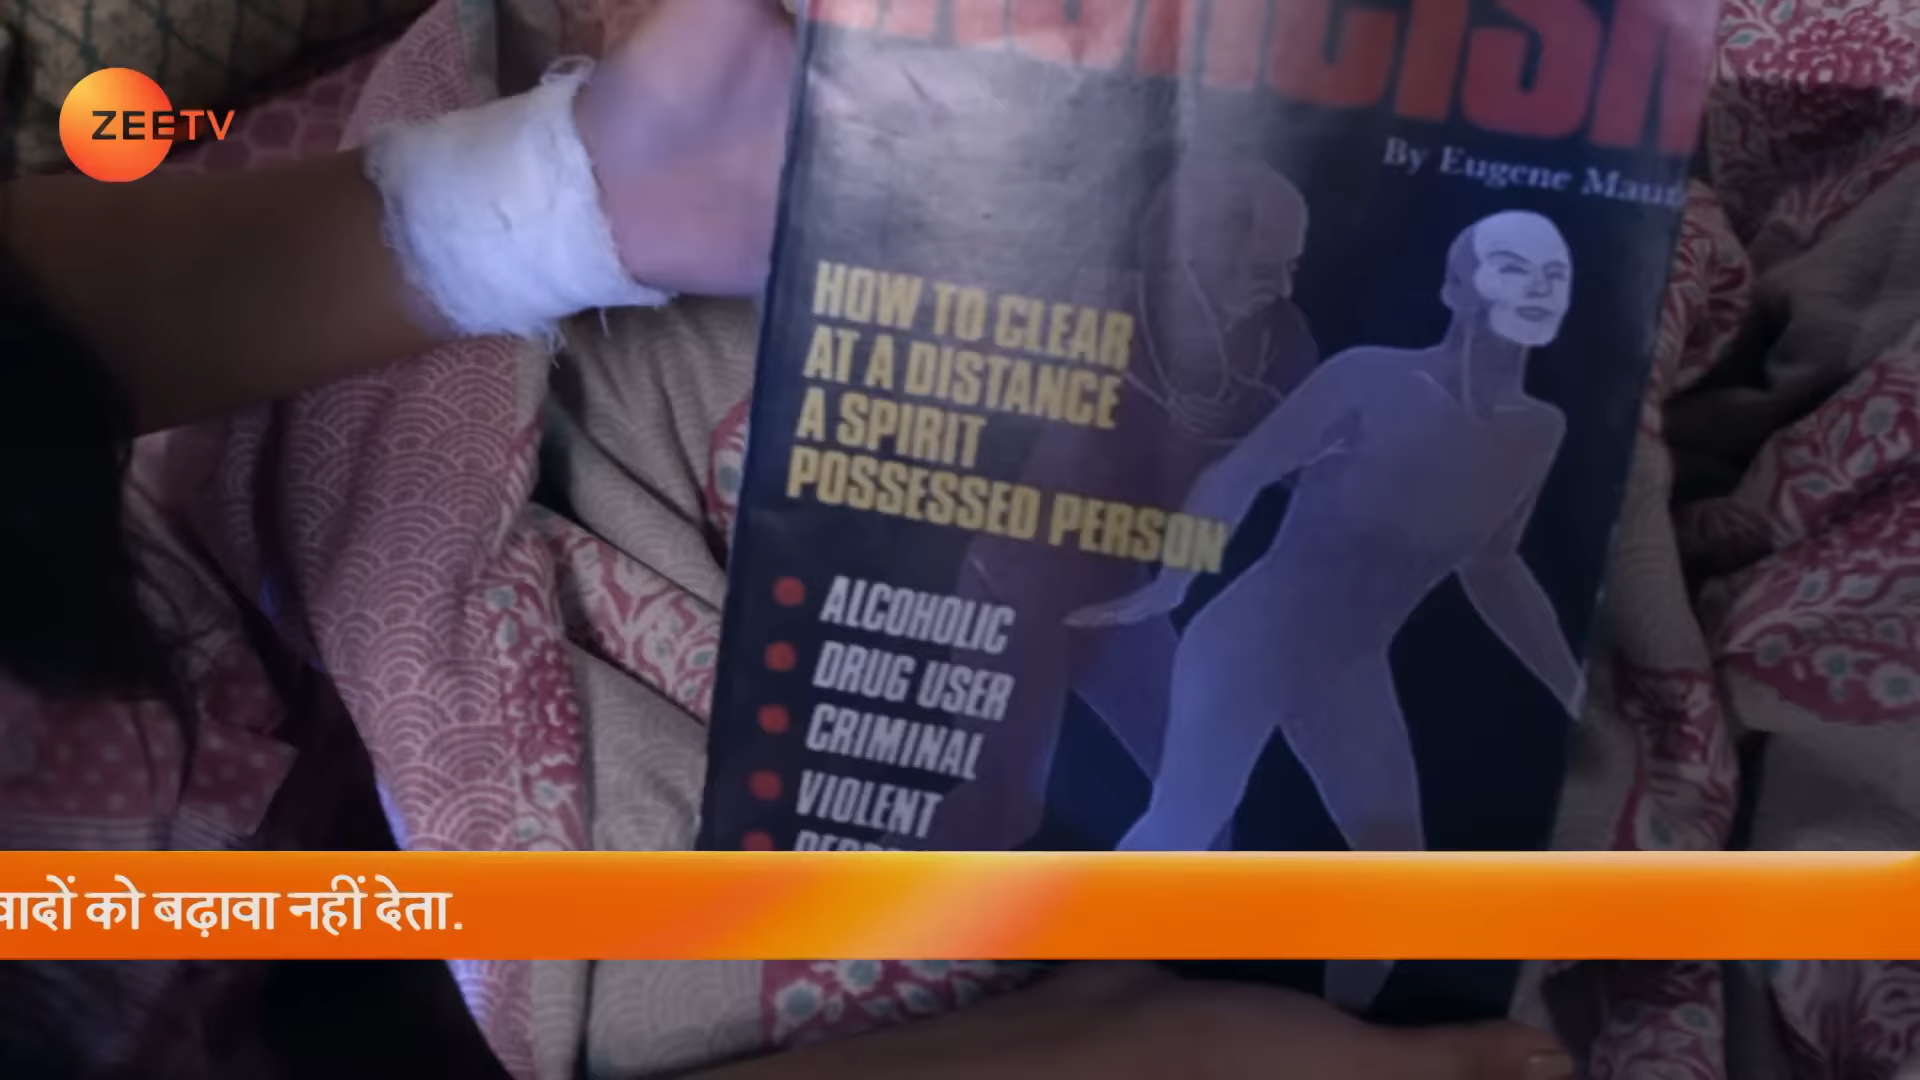 ZEETV
By Eugene
HOW TO CLEAR
AT A DISTANCE
A SPIRIT
POSSESSED PERSON
ALCOHOLIC
DRUG USER
CRIMINAL
VIOLENT
को बढ़ावा नहीं देता.